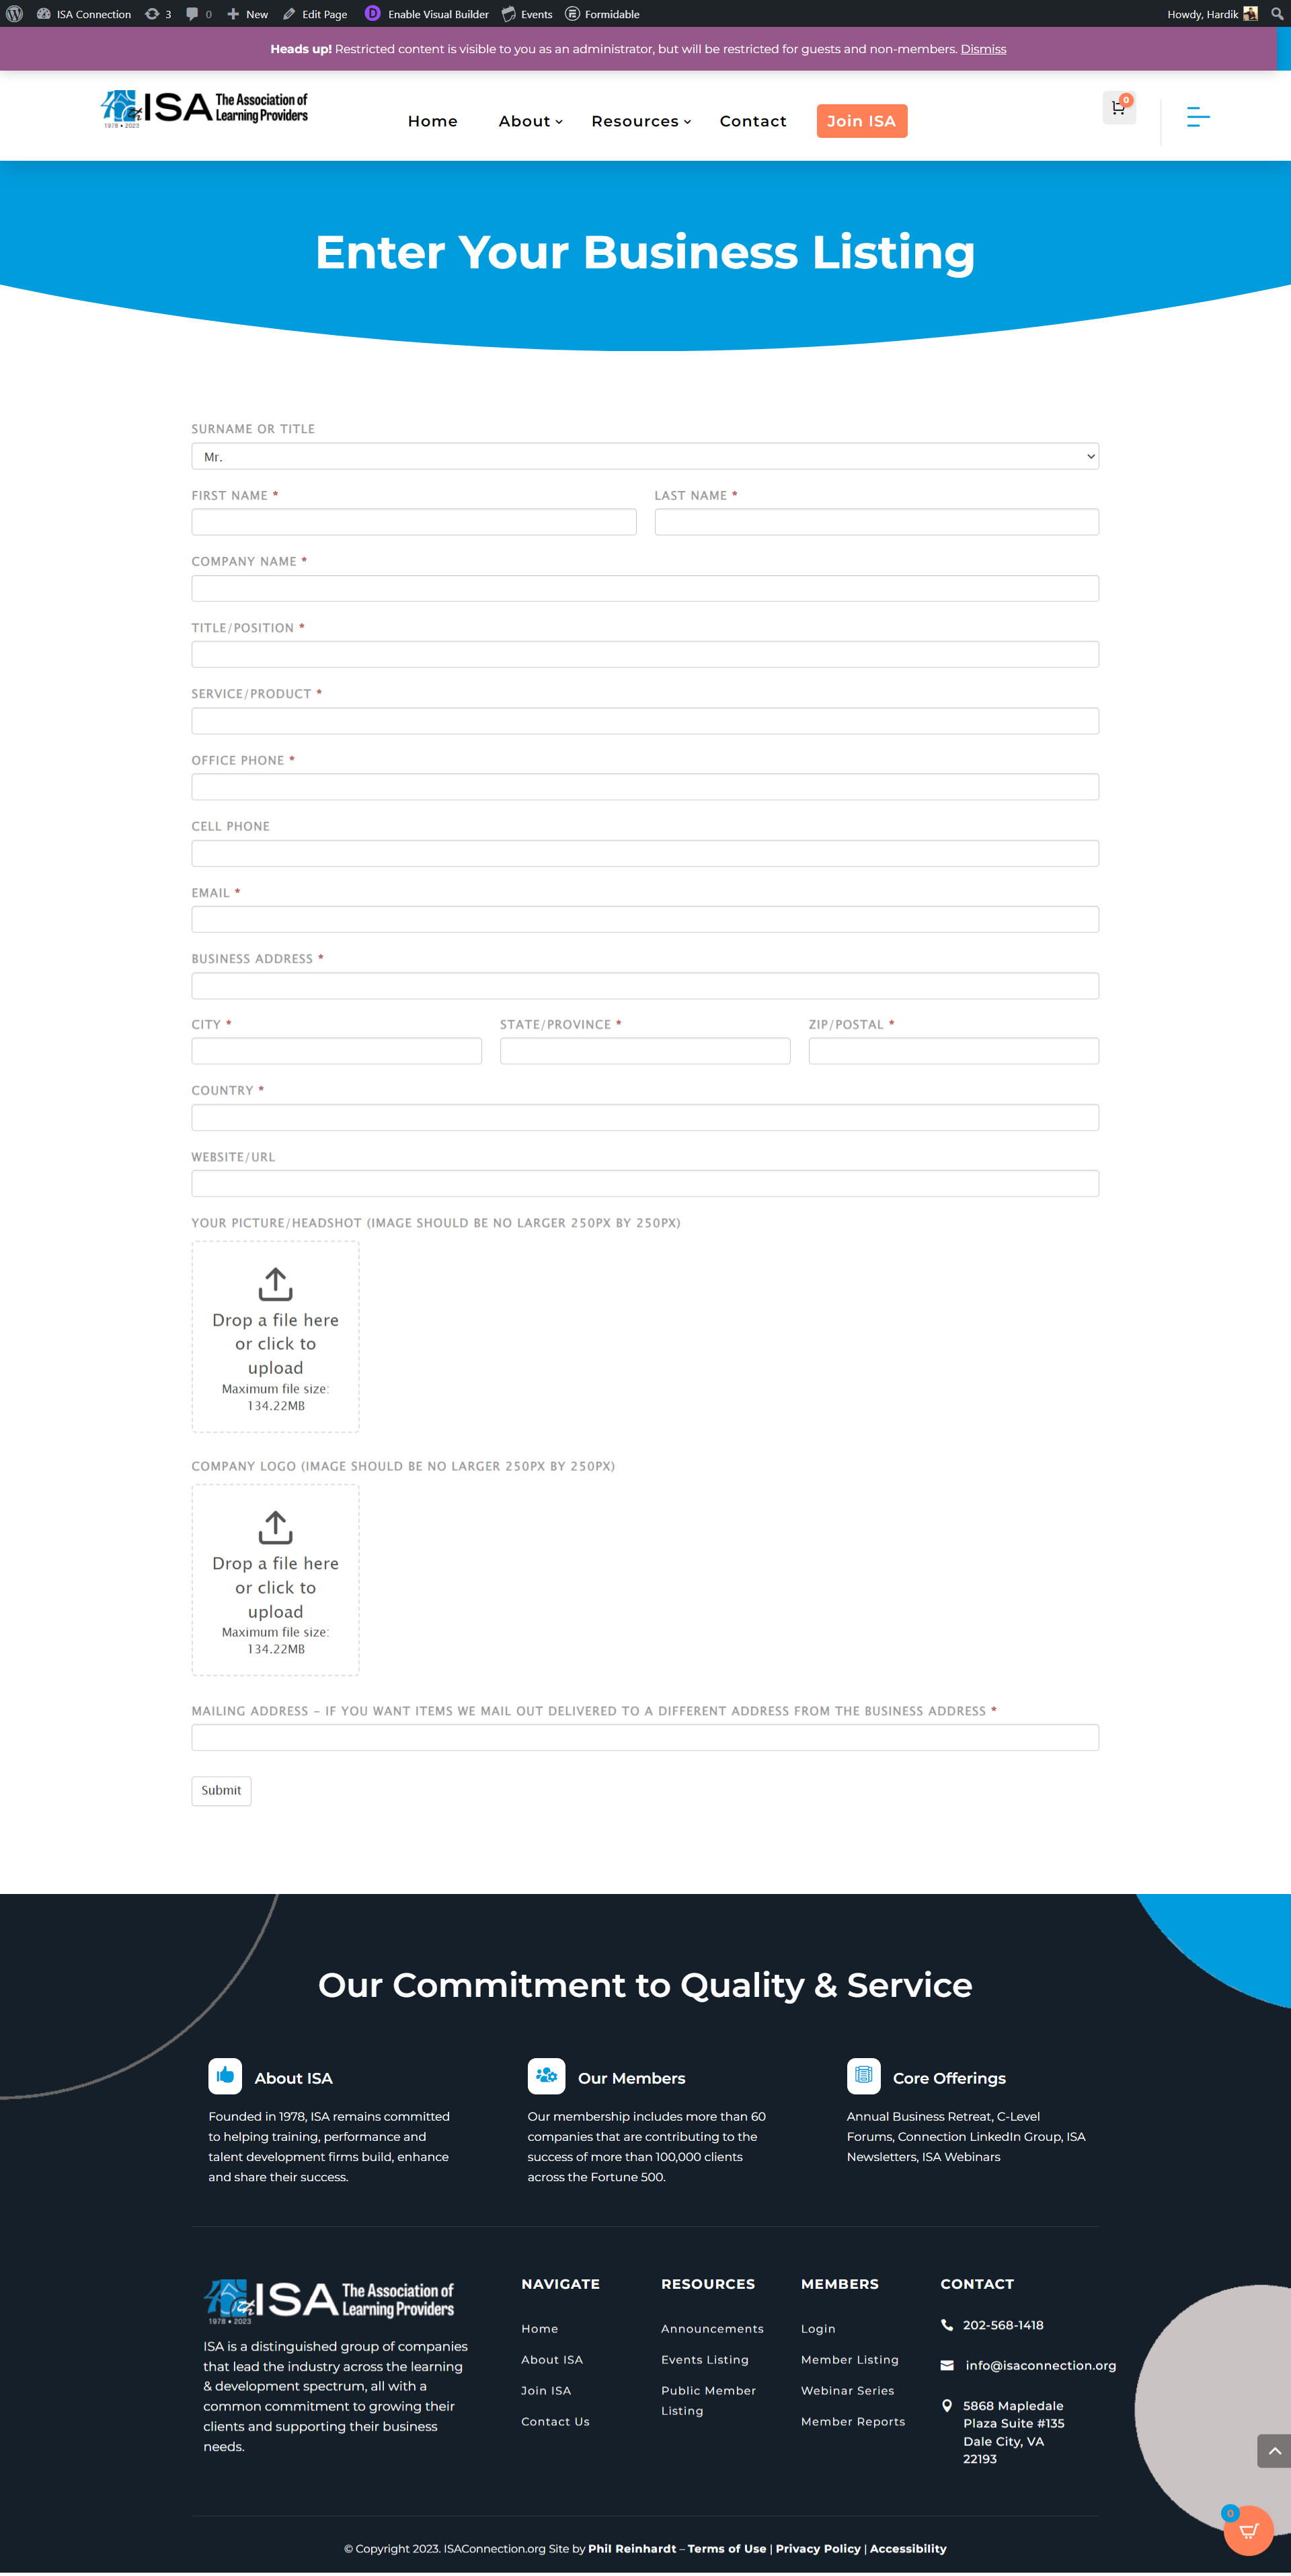 ISA Connection 3 0 New Edit Page Enable Visual Builder Events Formidable Howdy, Hardik
Heads up! Restricted content is visible to you as an administrator, but will be restricted for guests and non-members. Dismiss
ISA The Association of
Learning Providers
1978 • 2023
Home About Resources Contact Join ISA
0
Enter Your Business Listing
SURNAME OR TITLE
Mr.
FIRST NAME * LAST NAME *
COMPANY NAME *
TITLE/POSITION *
SERVICE/PRODUCT *
OFFICE PHONE *
CELL PHONE
EMAIL *
BUSINESS ADDRESS *
CITY * STATE/PROVINCE * ZIP/POSTAL *
COUNTRY *
WEBSITE/URL
YOUR PICTURE/HEADSHOT (IMAGE SHOULD BE NO LARGER 250PX BY 250PX)
Drop a file here
or click to
upload
Maximum file size:
134.22MB
COMPANY LOGO (IMAGE SHOULD BE NO LARGER 250PX BY 250PX)
Drop a file here
or click to
upload
Maximum file size:
134.22MB
MAILING ADDRESS – IF YOU WANT ITEMS WE MAIL OUT DELIVERED TO A DIFFERENT ADDRESS FROM THE BUSINESS ADDRESS *
Submit
Our Commitment to Quality & Service
About ISA
Founded in 1978, ISA remains committed
to helping training, performance and
talent development firms build, enhance
and share their success.
Our Members
Our membership includes more than 60
companies that are contributing to the
success of more than 100,000 clients
across the Fortune 500.
Core Offerings
Annual Business Retreat, C-Level
Forums, Connection LinkedIn Group, ISA
Newsletters, ISA Webinars
ISA The Association of
Learning Providers
1978 • 2023
ISA is a distinguished group of companies
that lead the industry across the learning
& development spectrum, all with a
common commitment to growing their
clients and supporting their business
needs.
NAVIGATE
Home
About ISA
Join ISA
Contact Us
RESOURCES
Announcements
Events Listing
Public Member
Listing
MEMBERS
Login
Member Listing
Webinar Series
Member Reports
CONTACT
202-568-1418
info@isaconnection.org
5868 Mapledale
Plaza Suite #135
Dale City, VA
22193
0
© Copyright 2023. ISAConnection.org Site by Phil Reinhardt – Terms of Use | Privacy Policy | Accessibility